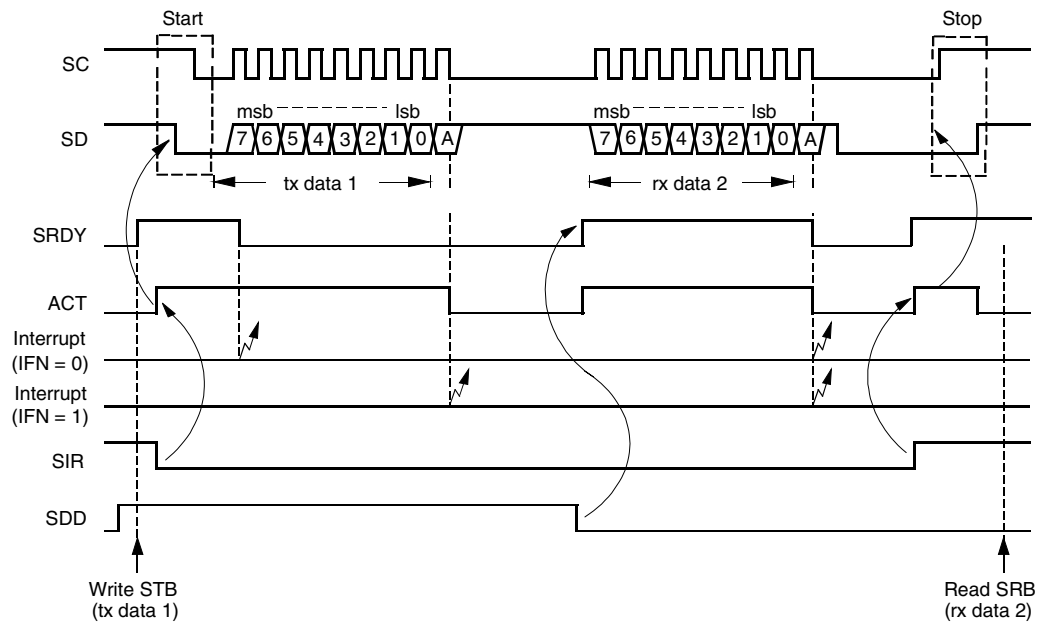 Start
Stop
SC
msb
lsb
msb
lsb
SD
7 6 5 4 3 2 1 0 A
7 6 5 4 3 2 1 0 A
tx data 1
rx data 2
SRDY
ACT
Interrupt
(IFN = 0)
Interrupt
(IFN = 1)
SIR
SDD
Write STB
(tx data 1)
Read SRB
(rx data 2)